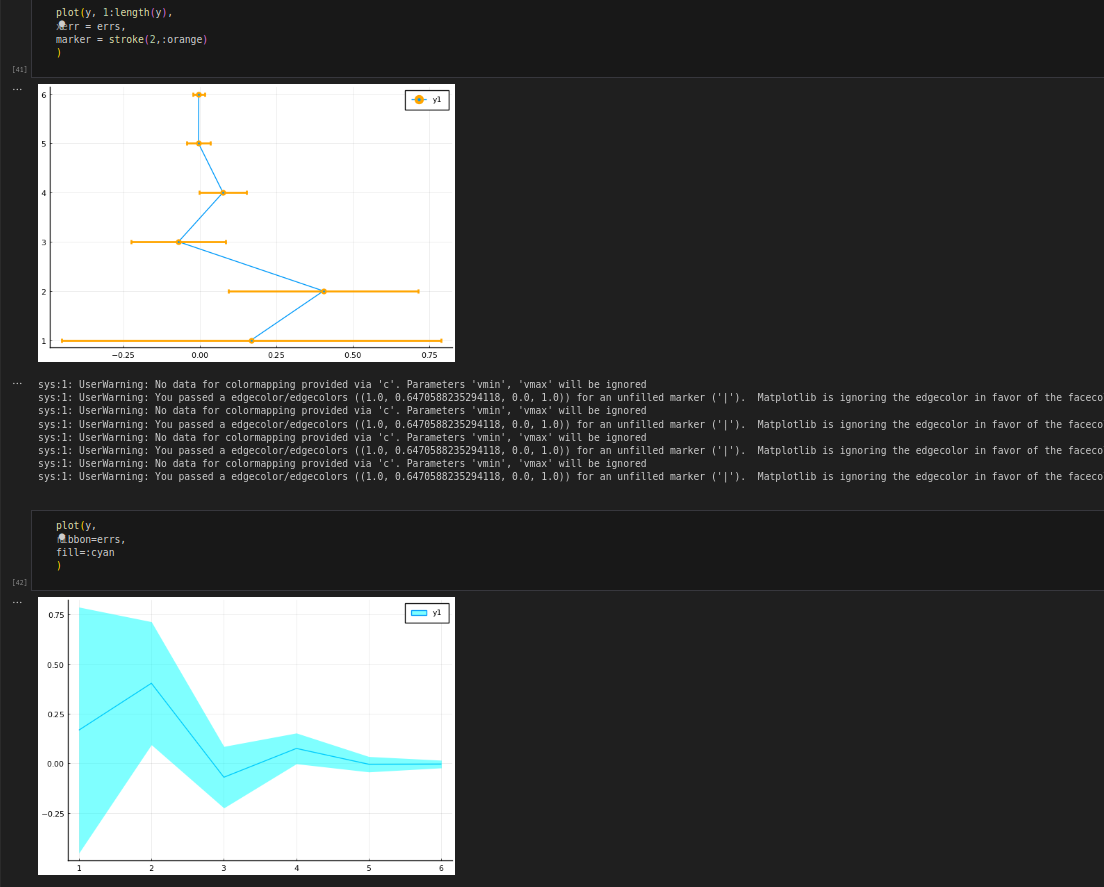 plot(y, 1:length(y),
xerr = errs,
marker = stroke(2,:orange)
)
[41]
...
y1
6
5
4
3
2
1
−0.25 0.00 0.25 0.50 0.75
...
sys:1: UserWarning: No data for colormapping provided via 'c'. Parameters 'vmin', 'vmax' will be ignored
sys:1: UserWarning: You passed a edgecolor/edgecolors ((1.0, 0.6470588235294118, 0.0, 1.0)) for an unfilled marker ('|').  Matplotlib is ignoring the edgecolor in favor of the faceco
sys:1: UserWarning: No data for colormapping provided via 'c'. Parameters 'vmin', 'vmax' will be ignored
sys:1: UserWarning: You passed a edgecolor/edgecolors ((1.0, 0.6470588235294118, 0.0, 1.0)) for an unfilled marker ('|').  Matplotlib is ignoring the edgecolor in favor of the faceco
sys:1: UserWarning: No data for colormapping provided via 'c'. Parameters 'vmin', 'vmax' will be ignored
sys:1: UserWarning: You passed a edgecolor/edgecolors ((1.0, 0.6470588235294118, 0.0, 1.0)) for an unfilled marker ('|').  Matplotlib is ignoring the edgecolor in favor of the faceco
sys:1: UserWarning: No data for colormapping provided via 'c'. Parameters 'vmin', 'vmax' will be ignored
sys:1: UserWarning: You passed a edgecolor/edgecolors ((1.0, 0.6470588235294118, 0.0, 1.0)) for an unfilled marker ('|').  Matplotlib is ignoring the edgecolor in favor of the faceco
plot(y,
ribbon=errs,
fill=:cyan
)
[42]
...
y1
0.75
0.50
0.25
0.00
−0.25
1 2 3 4 5 6